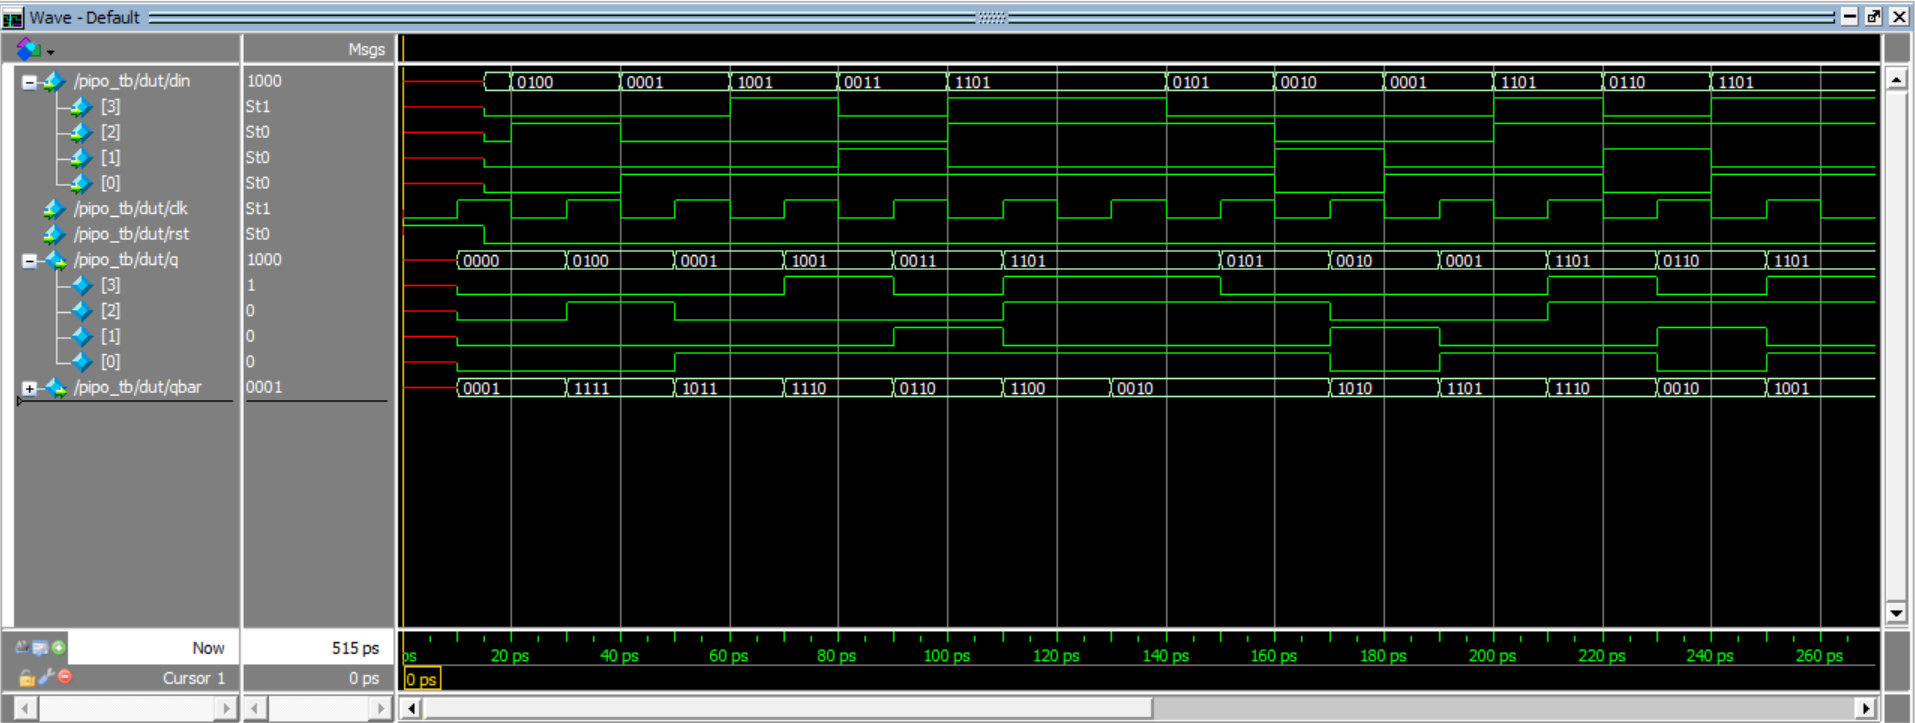 Wave - Default
Msgs
/pipo_tb/dut/din 1000 0100 0001 1001 0011 1101 0101 0010 0001 1101 0110 1101
[3] St1
[2] St0
[1] St0
[0] St0
/pipo_tb/dut/clk St1
/pipo_tb/dut/rst St0
/pipo_tb/dut/q 1000 0000 0100 0001 1001 0011 1101 0101 0010 0001 1101 0110 1101
[3] 1
[2] 0
[1] 0
[0] 0
/pipo_tb/dut/qbar 0001 0001 1111 1011 1110 0110 1100 0010 1010 1101 1110 0010 1001
Now 515 ps ps 20 ps 40 ps 60 ps 80 ps 100 ps 120 ps 140 ps 160 ps 180 ps 200 ps 220 ps 240 ps 260 ps
Cursor 1 0 ps 0 ps